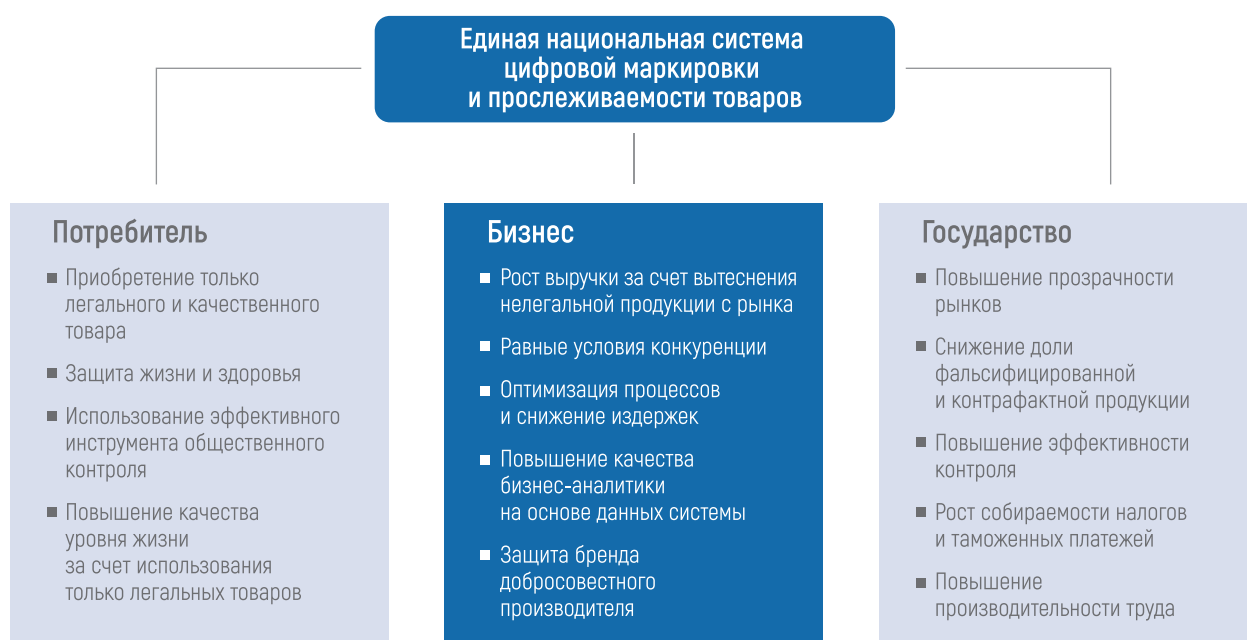 Единая национальная система
цифровой маркировки
и прослеживаемости товаров
Потребитель
Приобретение только
легального и качественного
товара
Защита жизни и здоровья
Использование эффективного
инструмента общественного
контроля
Повышение качества
уровня жизни
за счет использования
только легальных товаров
Бизнес
Рост выручки за счет вытеснения
нелегальной продукции с рынка
Равные условия конкуренции
Оптимизация процессов
и снижение издержек
Повышение качества
бизнес-аналитики
на основе данных системы
Защита бренда
добросовестного
производителя
Государство
Повышение прозрачности
рынков
Снижение доли
фальсифицированной
и контрафактной продукции
Повышение эффективности
контроля
Рост собираемости налогов
и таможенных платежей
Повышение
производительности труда